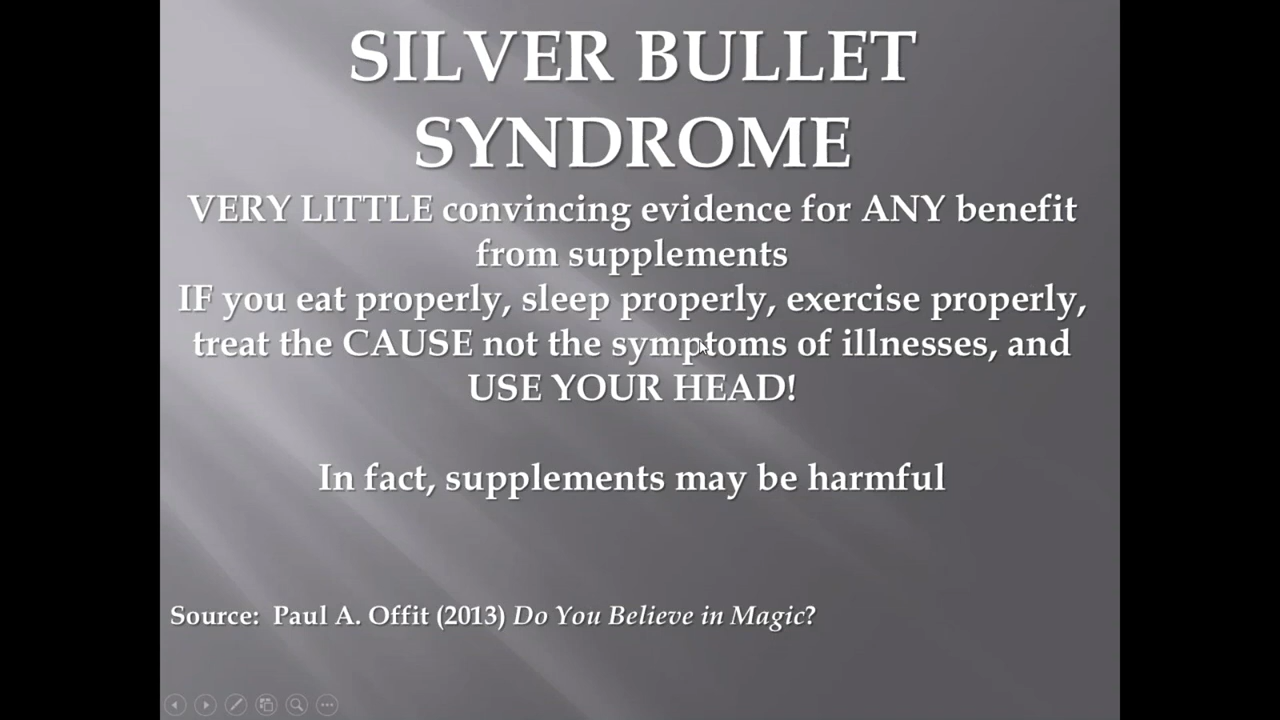 SILVER BULLET
SYNDROME
VERY LITTLE convincing evidence for ANY benefit
from supplements
IF you eat properly, sleep properly, exercise properly,
treat the CAUSE not the symptoms of illnesses, and
USE YOUR HEAD!
In fact, supplements may be harmful
Source:  Paul A. Offit (2013) Do You Believe in Magic?